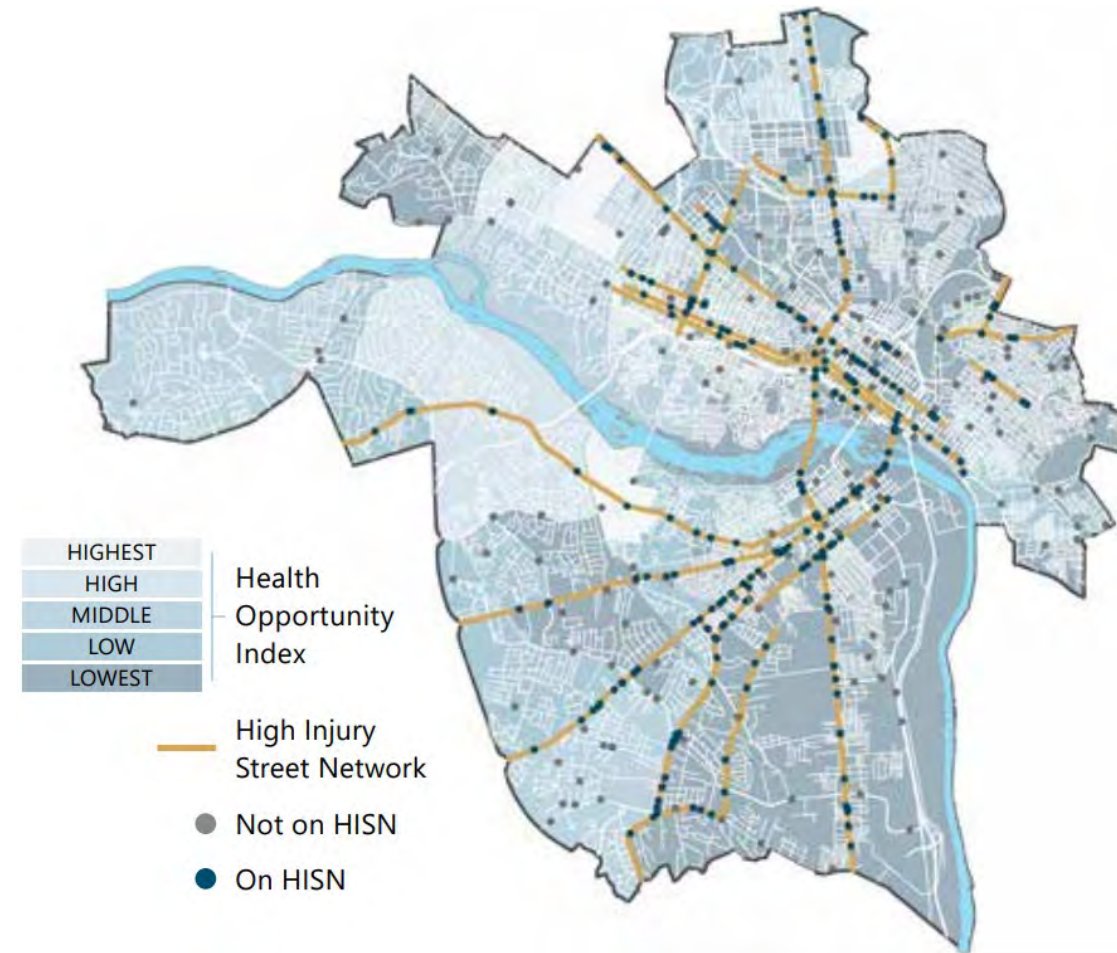 HIGHEST
HIGH
MIDDLE
LOW
LOWEST
Health
Opportunity
Index
High Injury
Street Network
Not on HISN
On HISN